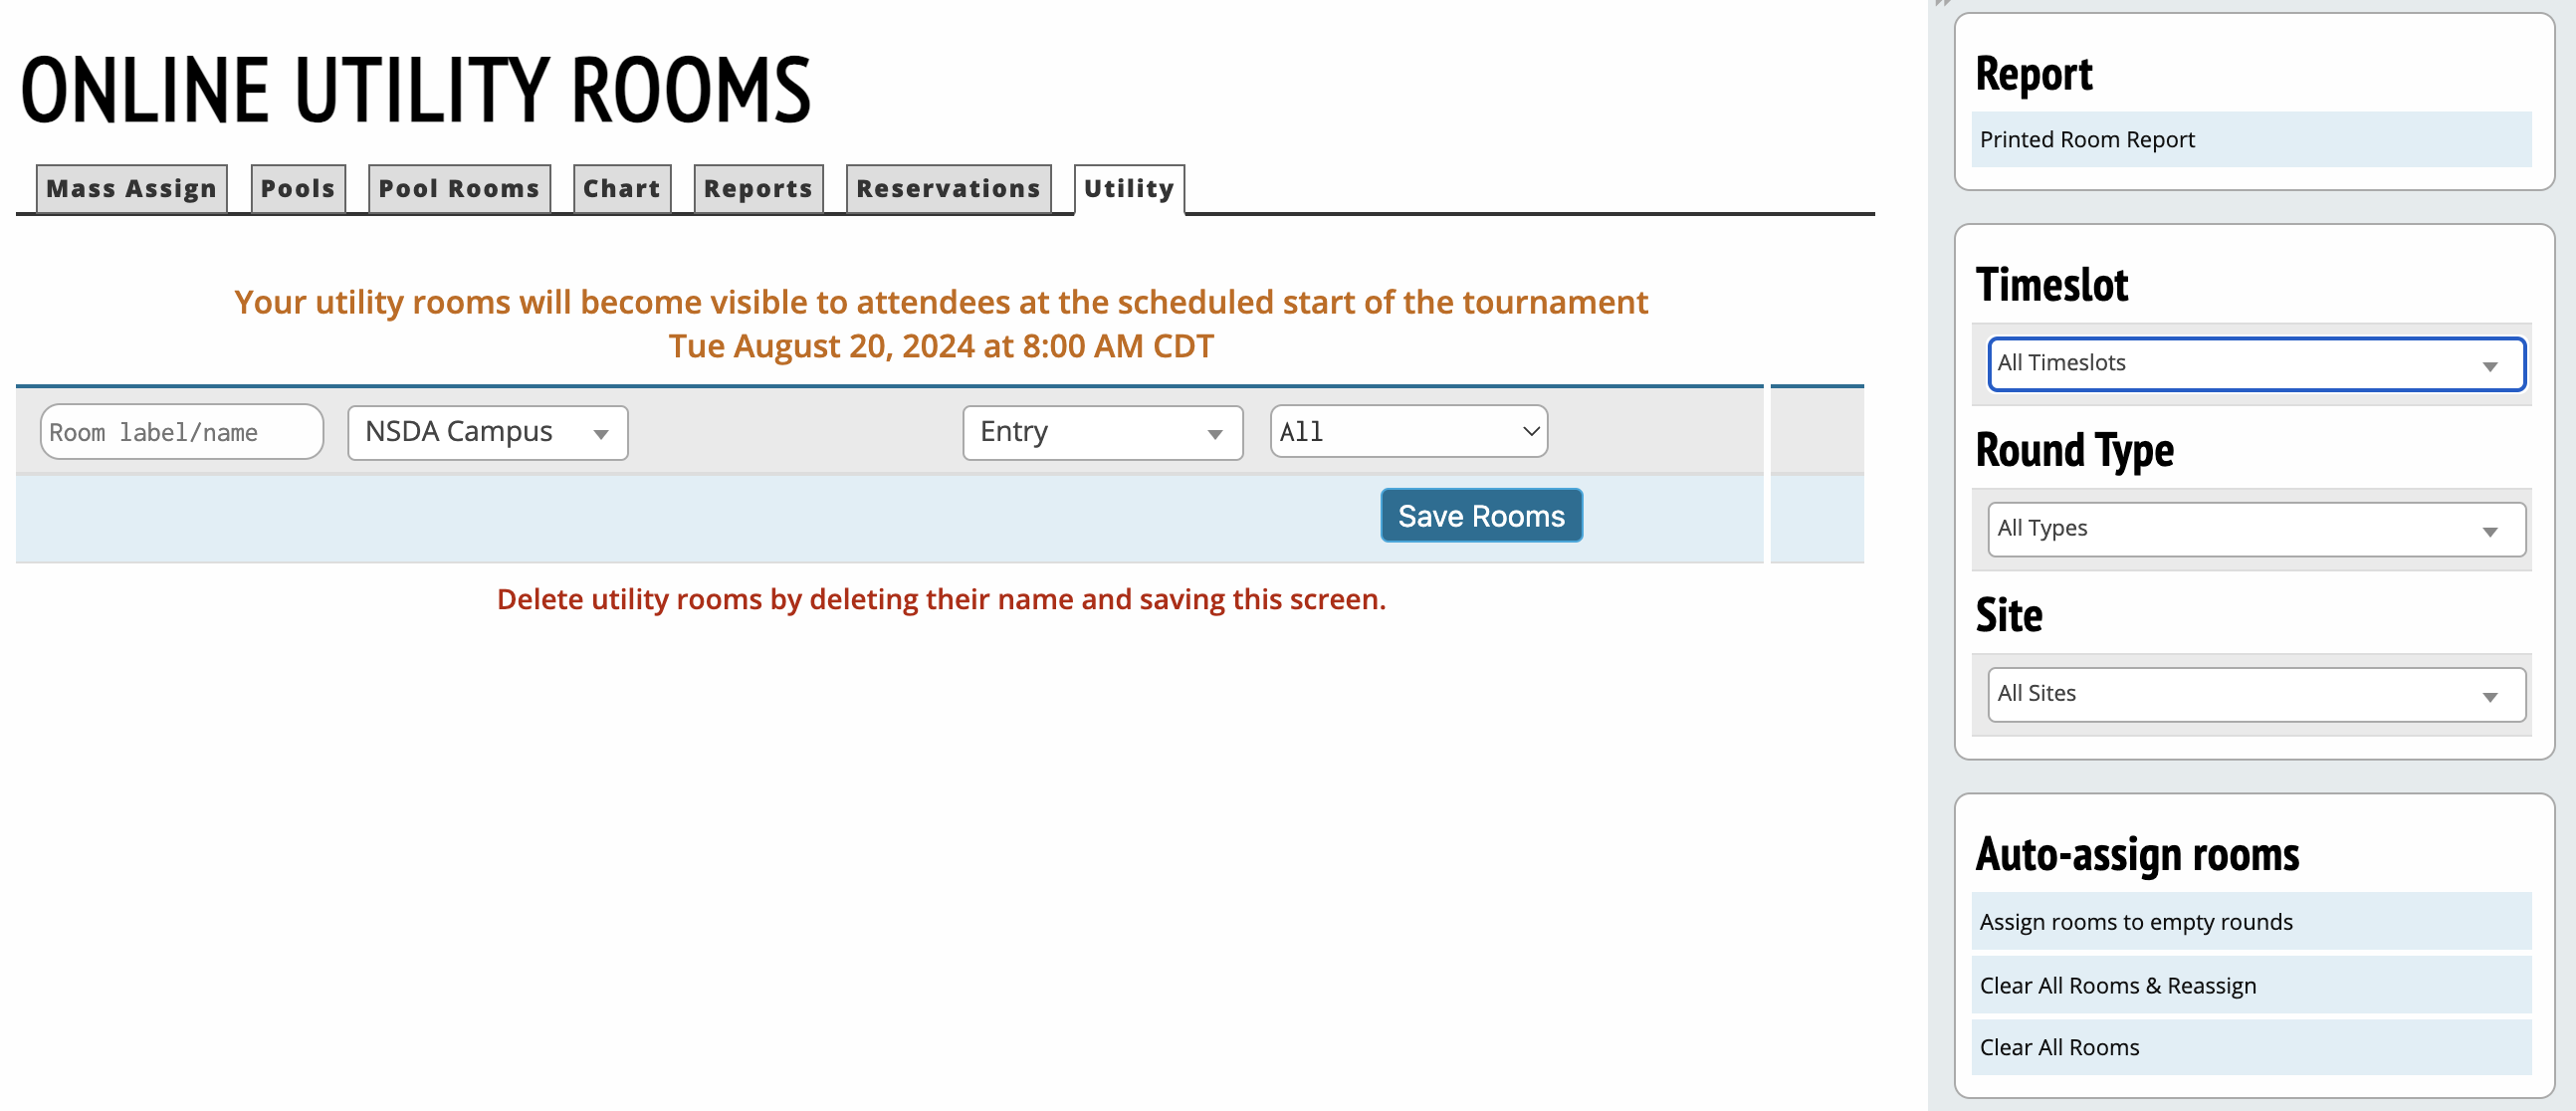 ONLINE UTILITY ROOMS
Mass Assign Pools Pool Rooms Chart Reports Reservations Utility
Your utility rooms will become visible to attendees at the scheduled start of the tournament
Tue August 20, 2024 at 8:00 AM CDT
Room label/name NSDA Campus Entry All
Save Rooms
Delete utility rooms by deleting their name and saving this screen.
Report
Printed Room Report
Timeslot
All Timeslots
Round Type
All Types
Site
All Sites
Auto-assign rooms
Assign rooms to empty rounds
Clear All Rooms & Reassign
Clear All Rooms